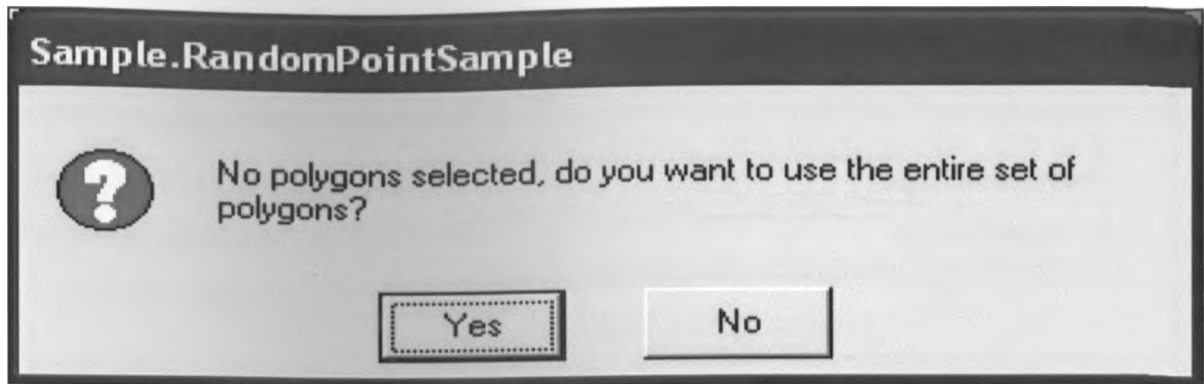 Sample.RandomPointSample
No polygons selected, do you want to use the entire set of
polygons?
Yes
No